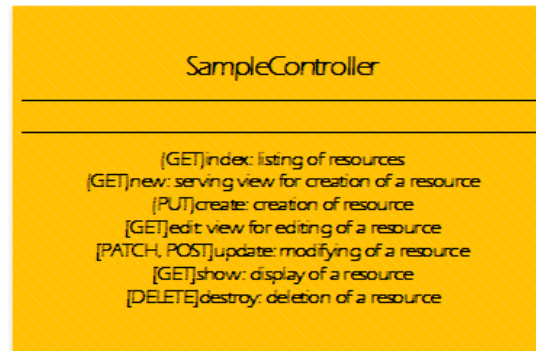 SampleController
(GET)index: listing of resources
(GET)new: serving view for creation of a resource
(PUT)create: creation of resource
[GET]edit: view for editing of a resource
[PATCH, POST]update: modifying of a resource
[GET]show: display of a resource
[DELETE]destroy: deletion of a resource